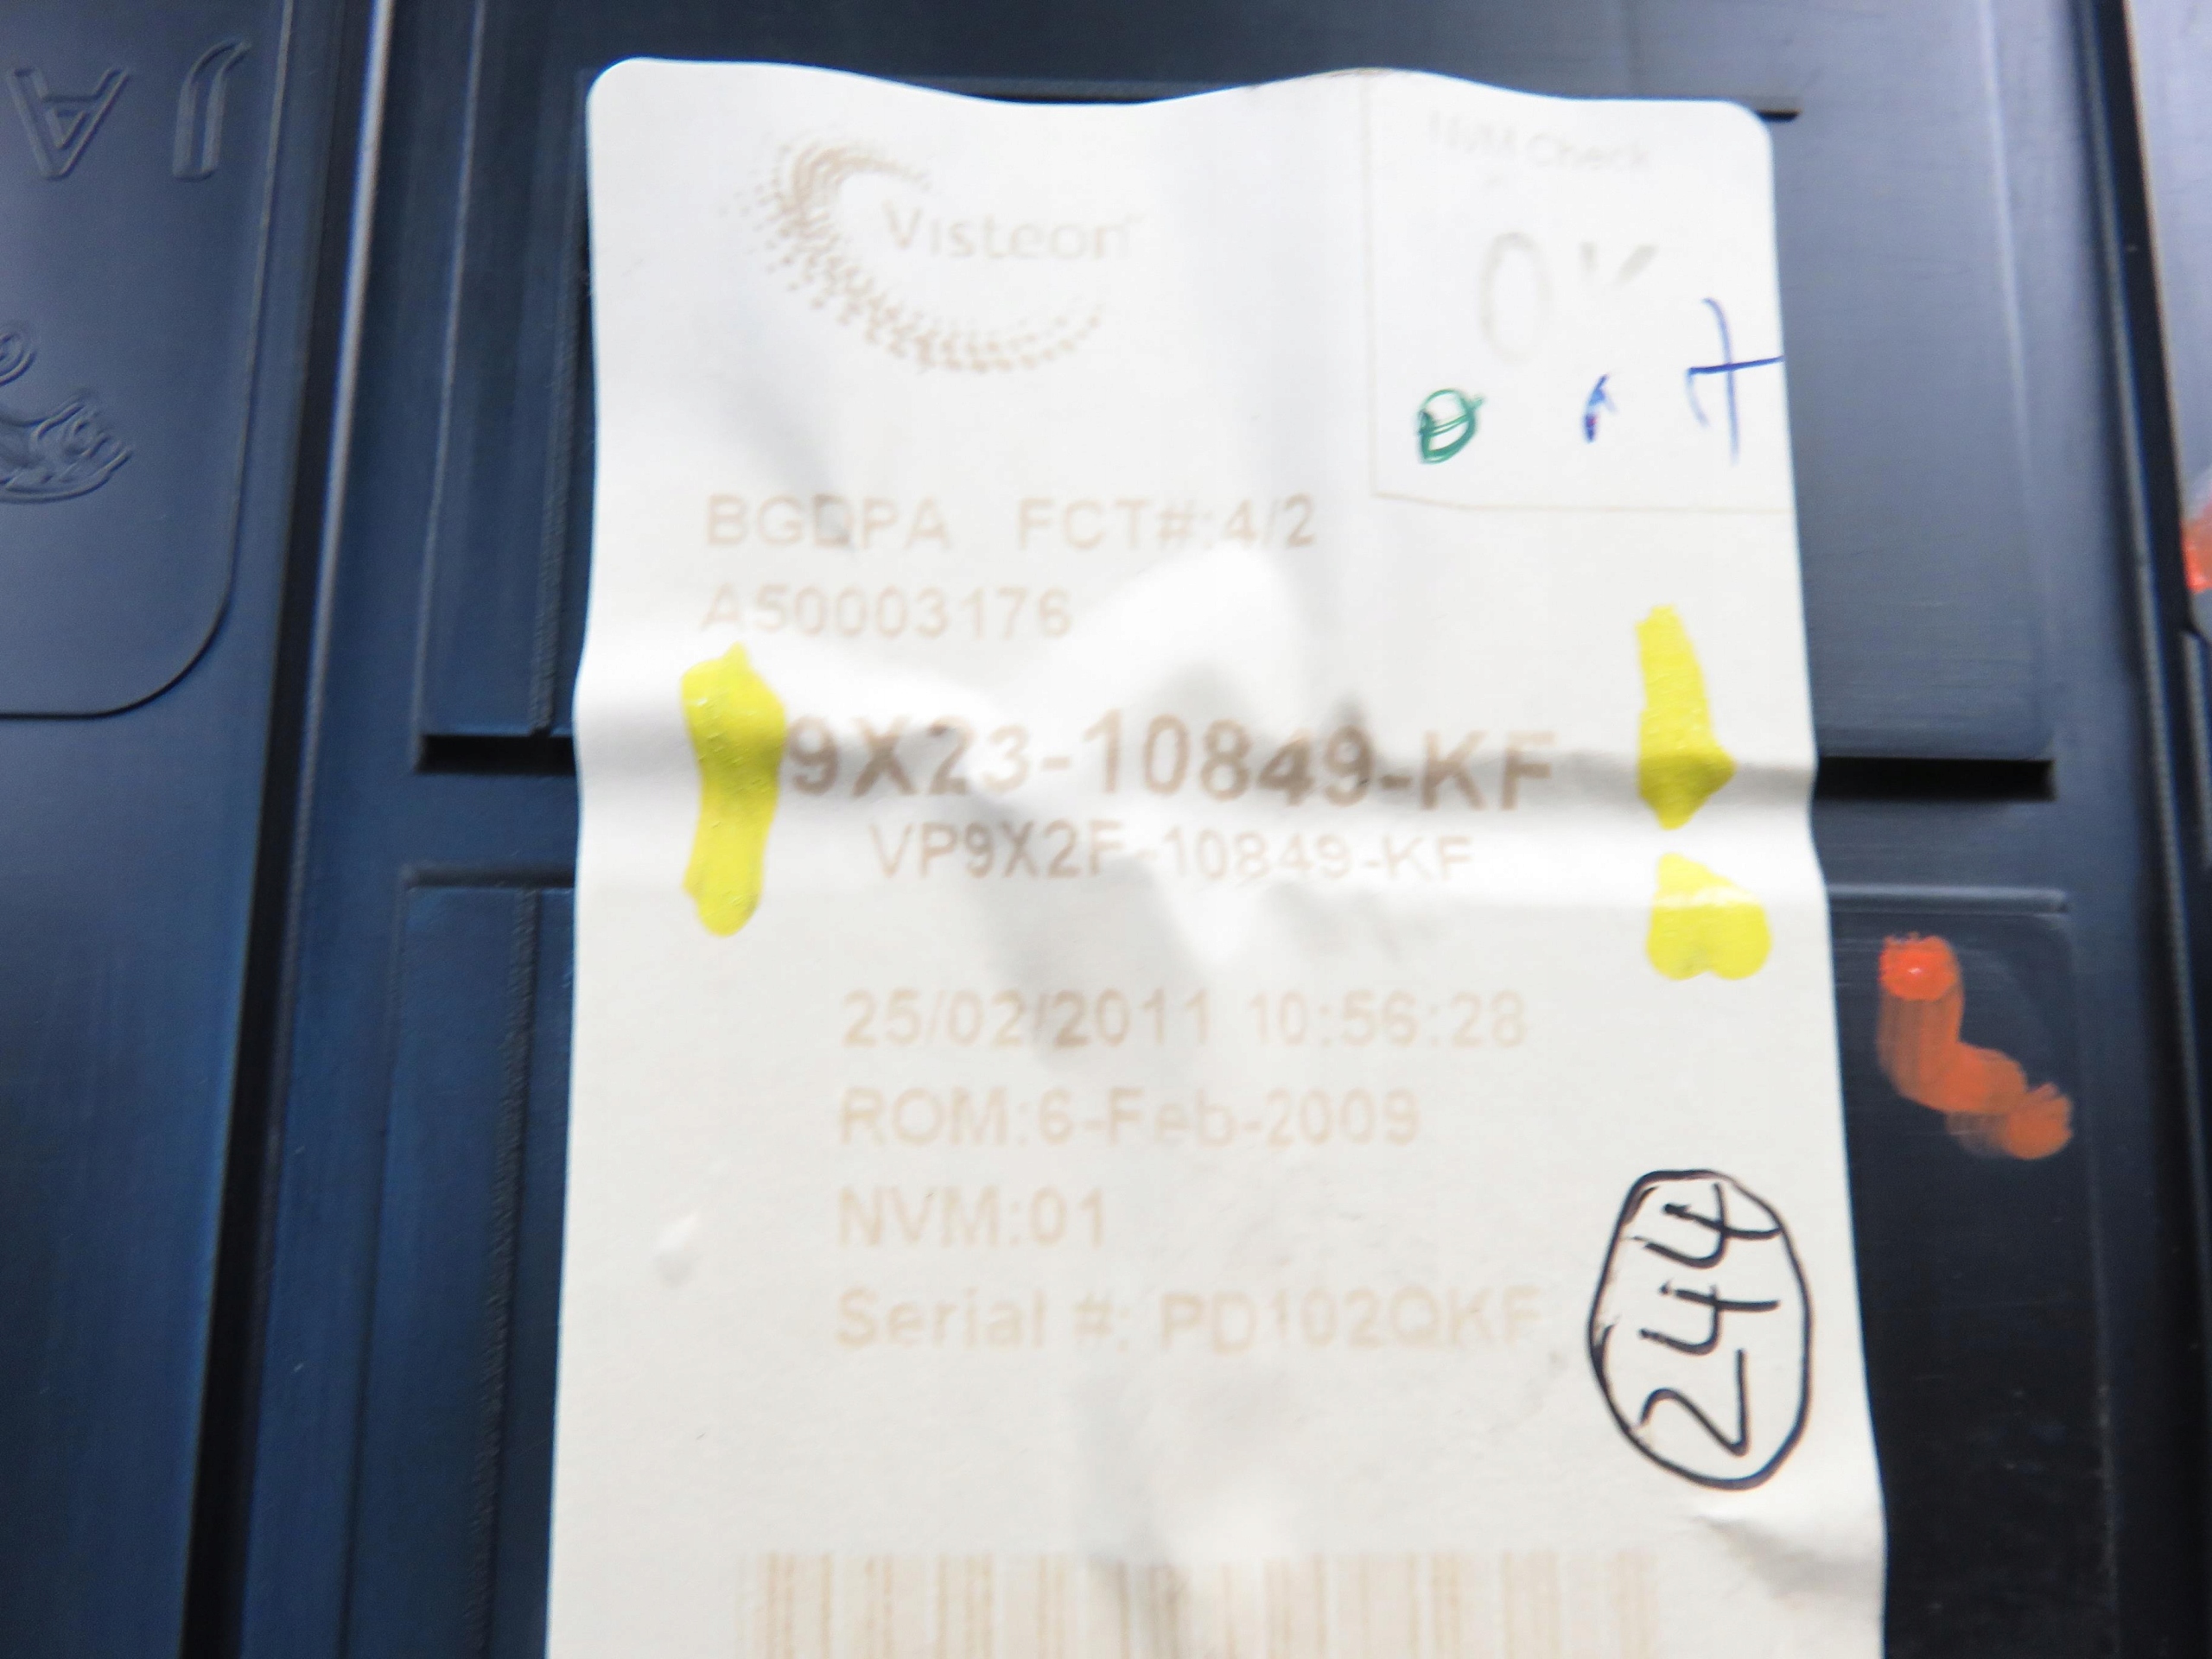 Visteon
NVM Check
OK
BGDPA FCT#:4/2
A50003176
9X23-10849-KF
VP9X2F-10849-KF
25/02/2011 10:56:28
ROM:6-Feb-2009
NVM:01
Serial #: PD102QKF
244